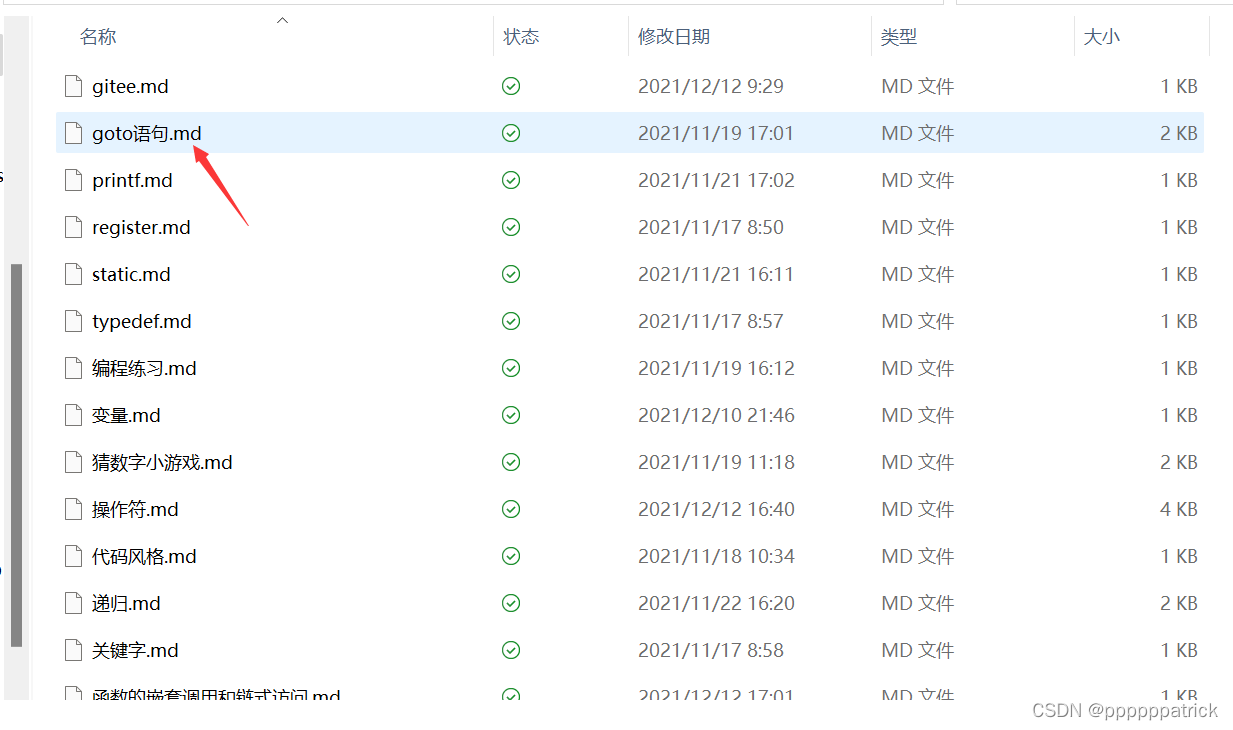 名称 状态 修改日期 类型 大小
gitee.md 2021/12/12 9:29 MD 文件 1 KB
goto语句.md 2021/11/19 17:01 MD 文件 2 KB
printf.md 2021/11/21 17:02 MD 文件 1 KB
register.md 2021/11/17 8:50 MD 文件 1 KB
static.md 2021/11/21 16:11 MD 文件 1 KB
typedef.md 2021/11/17 8:57 MD 文件 1 KB
编程练习.md 2021/11/19 16:12 MD 文件 1 KB
变量.md 2021/12/10 21:46 MD 文件 1 KB
猜数字小游戏.md 2021/11/19 11:18 MD 文件 2 KB
操作符.md 2021/12/12 16:40 MD 文件 4 KB
代码风格.md 2021/11/18 10:34 MD 文件 1 KB
递归.md 2021/11/22 16:20 MD 文件 2 KB
关键字.md 2021/11/17 8:58 MD 文件 1 KB
函数的嵌套调用和链式访问.md 2021/12/12 17:01 MD 文件 1 KB
CSDN @ppppppatrick